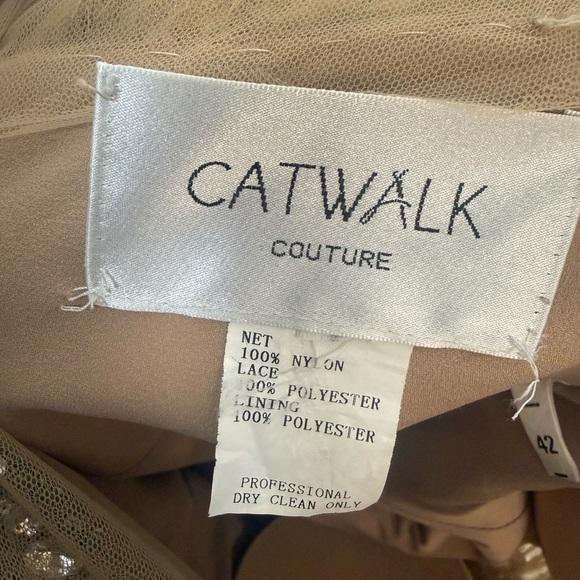 CATWALK
COUTURE
NET
100% NYLON
LACE
100% POLYESTER
LINING
100% POLYESTER
PROFESSIONAL
DRY CLEAN ONLY
42